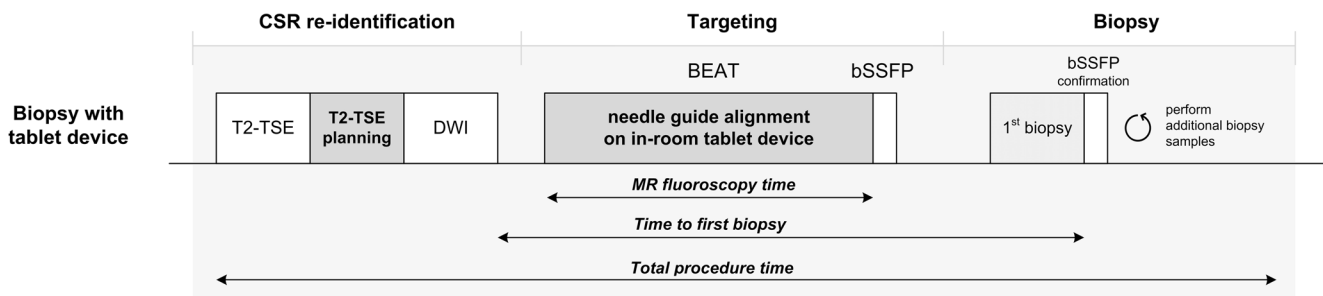 CSR re-identification
Targeting
Biopsy
BEAT
bSSFP
bSSFP
confirmation
Biopsy with
tablet device
T2-TSE
T2-TSE
planning
DWI
needle guide alignment
on in-room tablet device
1st biopsy
perform
additional biopsy
samples
MR fluoroscopy time
Time to first biopsy
Total procedure time